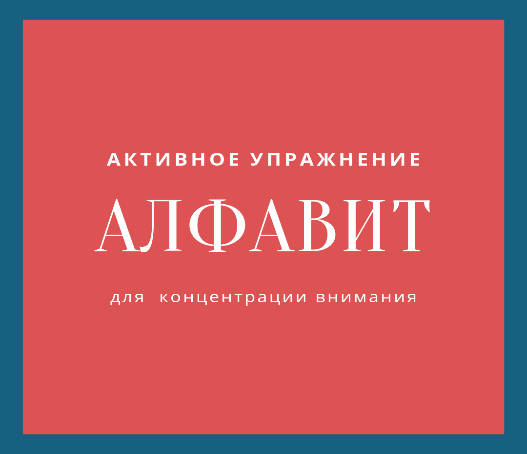 АКТИВНОЕ УПРАЖНЕНИЕ
АЛФАВИТ
для концентрации внимания